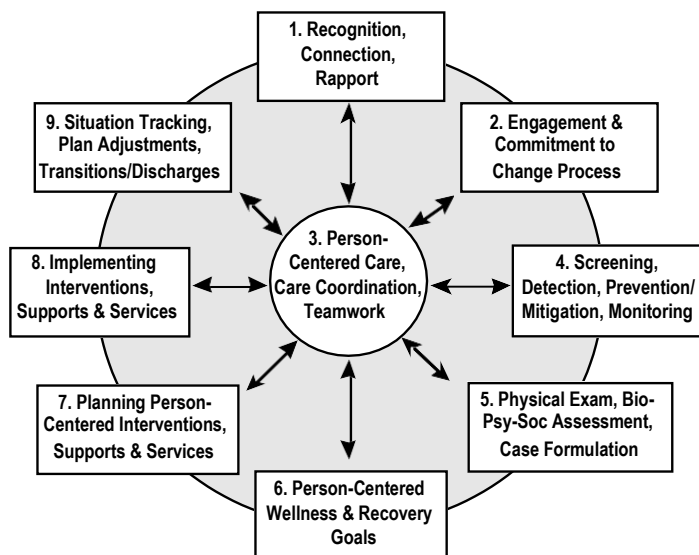 1. Recognition,
Connection,
Rapport
2. Engagement &
Commitment to
Change Process
3. Person-
Centered Care,
Care Coordination,
Teamwork
4. Screening,
Detection, Prevention/
Mitigation, Monitoring
5. Physical Exam, Bio-
Psy-Soc Assessment,
Case Formulation
6. Person-Centered
Wellness & Recovery
Goals
7. Planning Person-
Centered Interventions,
Supports & Services
8. Implementing
Interventions,
Supports & Services
9. Situation Tracking,
Plan Adjustments,
Transitions/Discharges